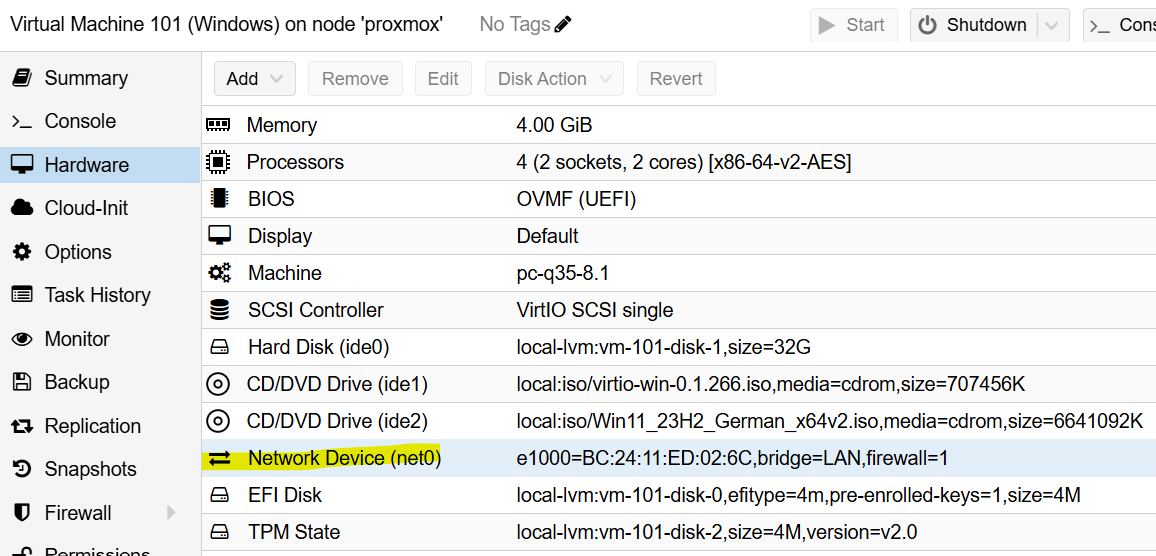 Virtual Machine 101 (Windows) on node 'proxmox' No Tags Start Shutdown >_ Cons
Summary
Console
Hardware
Cloud-Init
Options
Task History
Monitor
Backup
Replication
Snapshots
Firewall
Permissions
Add Remove Edit Disk Action Revert
Memory 4.00 GiB
Processors 4 (2 sockets, 2 cores) [x86-64-v2-AES]
BIOS OVMF (UEFI)
Display Default
Machine pc-q35-8.1
SCSI Controller VirtIO SCSI single
Hard Disk (ide0) local-lvm:vm-101-disk-1,size=32G
CD/DVD Drive (ide1) local:iso/virtio-win-0.1.266.iso,media=cdrom,size=707456K
CD/DVD Drive (ide2) local:iso/Win11_23H2_German_x64v2.iso,media=cdrom,size=6641092K
Network Device (net0) e1000=BC:24:11:ED:02:6C,bridge=LAN,firewall=1
EFI Disk local-lvm:vm-101-disk-0,efitype=4m,pre-enrolled-keys=1,size=4M
TPM State local-lvm:vm-101-disk-2,size=4M,version=v2.0